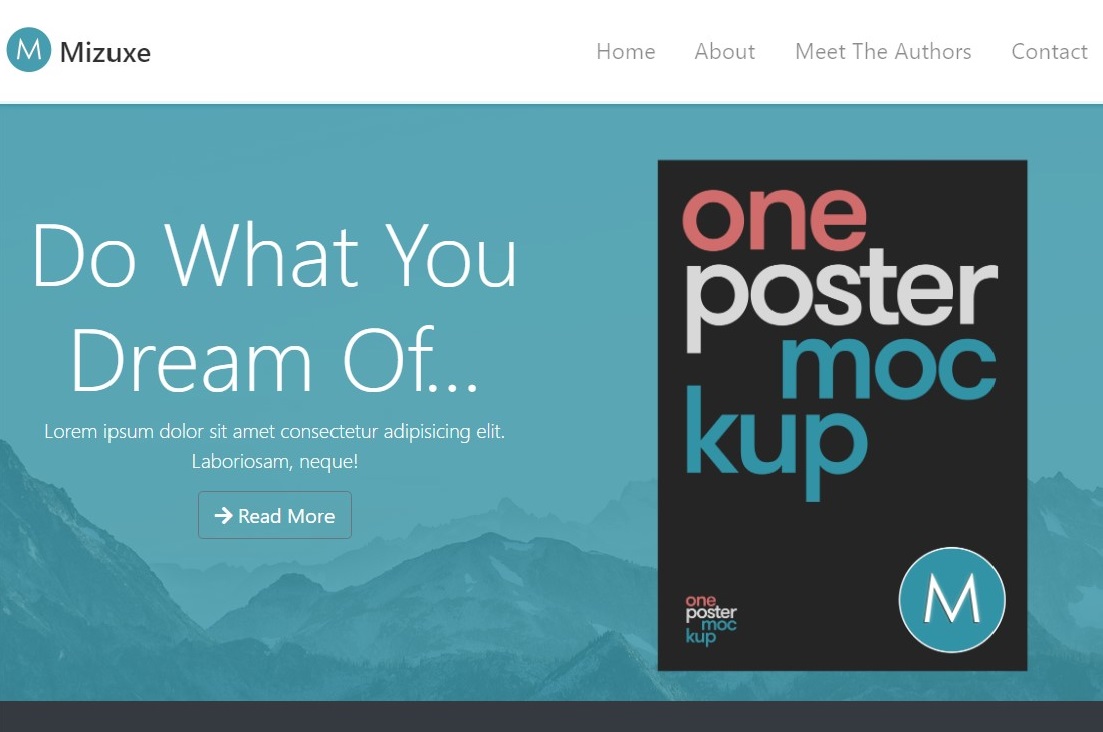 M Mizuxe
Home About Meet The Authors Contact
Do What You
Dream Of...
Lorem ipsum dolor sit amet consectetur adipisicing elit.
Laboriosam, neque!
Read More
one
poster
moc
kup
one
poster
moc
kup
M